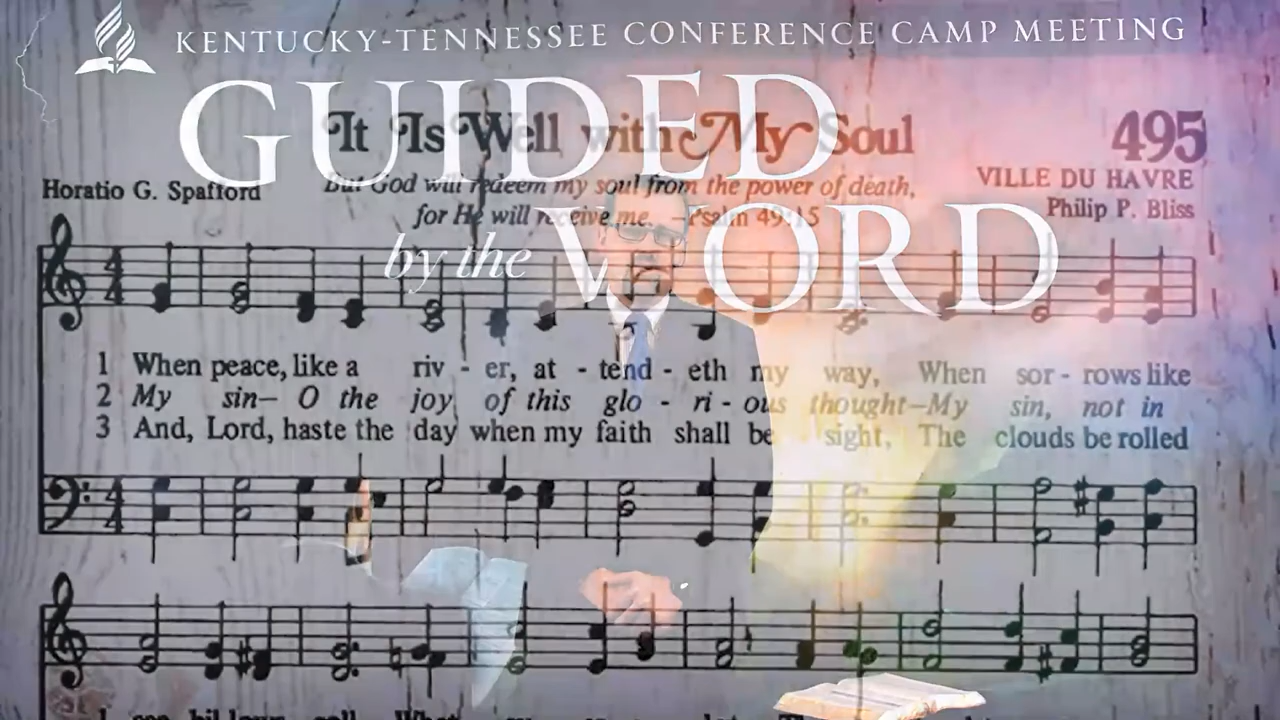 KENTUCKY-TENNESSEE CONFERENCE CAMP MEETING
GUIDED
by the WORD
It Is Well with My Soul 495
But God will redeem my soul from the power of death,
for He will receive me. —Psalm 49:15
Horatio G. Spafford
VILLE DU HAVRE
Philip P. Bliss
1 When peace, like a riv - er, at - tend - eth my way, When sor - rows like
2 My sin— O the joy of this glo - ri - ous thought—My sin, not in
3 And, Lord, haste the day when my faith shall be sight, The clouds be rolled